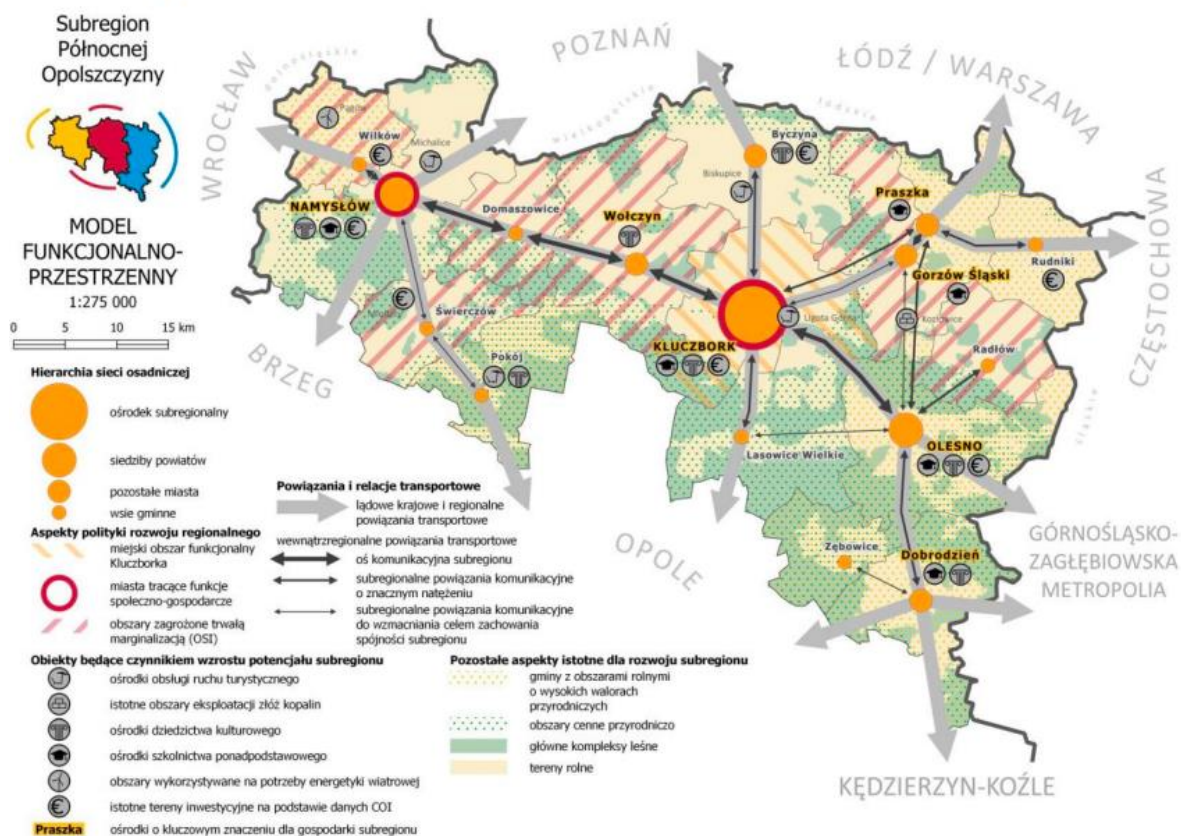 Subregion
Północnej
Opolszczyzny
MODEL
FUNKCJONALNO-
PRZESTRZENNY
1:275 000
0 5 10 15 km
Hierarchia sieci osadniczej
ośrodek subregionalny
siedziby powiatów
pozostałe miasta
wsie gminne
Aspekty polityki rozwoju regionalnego
miejski obszar funkcjonalny
Kluczborka
miasta tracące funkcje
społeczno-gospodarcze
obszary zagrożone trwałą
marginalizacją (OSI)
Powiązania i relacje transportowe
lądowe krajowe i regionalne
powiązania transportowe
wewnątrzregionalne powiązania transportowe
oś komunikacyjna subregionu
subregionalne powiązania komunikacyjne
o znacznym natężeniu
subregionalne powiązania komunikacyjne
do wzmacniania celem zachowania
spójności subregionu
Obiekty będące czynnikiem wzrostu potencjału subregionu
ośrodki obsługi ruchu turystycznego
istotne obszary eksploatacji złóż kopalin
ośrodki dziedzictwa kulturowego
ośrodki szkolnictwa ponadpodstawowego
obszary wykorzystywane na potrzeby energetyki wiatrowej
istotne tereny inwestycyjne na podstawie danych COI
Praszka ośrodki o kluczowym znaczeniu dla gospodarki subregionu
Pozostałe aspekty istotne dla rozwoju subregionu
gminy z obszarami rolnymi
o wysokich walorach
przyrodniczych
obszary cenne przyrodniczo
główne kompleksy leśne
tereny rolne
WROCŁAW
dolnośląskie
POZNAŃ
wielkopolskie
ŁÓDŹ / WARSZAWA
łódzkie
CZĘSTOCHOWA
śląskie
BRZEG
OPOLE
GÓRNOŚLĄSKO-
ZAGŁĘBIOWSKA
METROPOLIA
KĘDZIERZYN-KOŹLE
Wilków
Michalice
NAMYSŁÓW
Domaszowice
Wołczyn
Byczyna
Biskupice
Praszka
Rudniki
Gorzów Śląski
Kozłowice
Ligota Górna
Radłów
Świerczów
Pokój
KLUCZBORK
Lasowice Wielkie
OLESNO
Zębowice
Dobrodzień